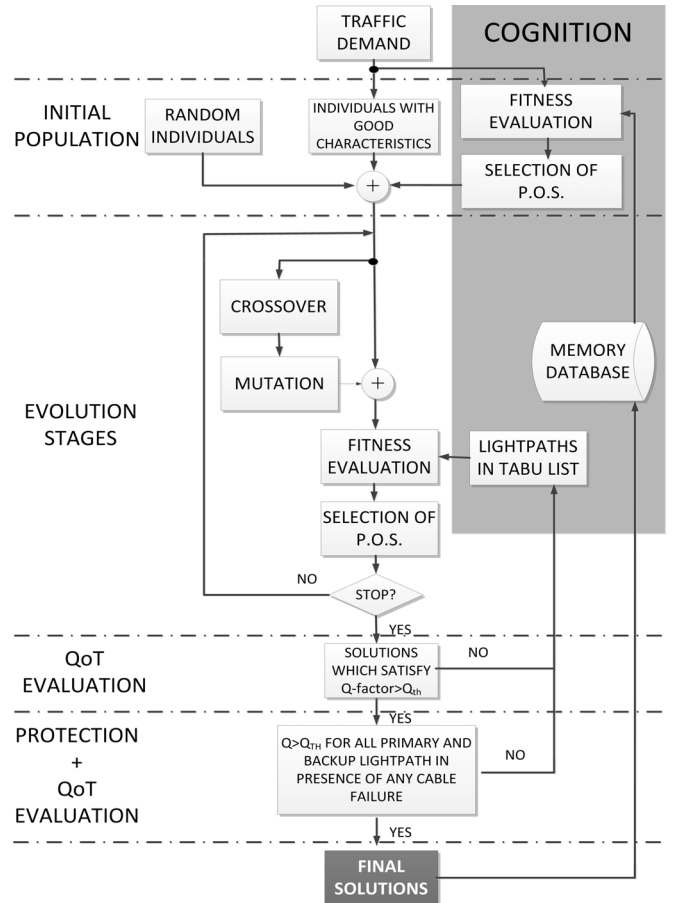 TRAFFIC
DEMAND
COGNITION
INITIAL
POPULATION
RANDOM
INDIVIDUALS
INDIVIDUALS WITH
GOOD
CHARACTERISTICS
FITNESS
EVALUATION
SELECTION OF
P.O.S.
+
EVOLUTION
STAGES
CROSSOVER
MUTATION
+
MEMORY
DATABASE
FITNESS
EVALUATION
LIGHTPATHS
IN TABU LIST
SELECTION OF
P.O.S.
NO
STOP?
YES
QoT
EVALUATION
SOLUTIONS
WHICH SATISFY
Q-factor>Qth
NO
YES
PROTECTION
+
QoT
EVALUATION
Q>QTH FOR ALL PRIMARY AND
BACKUP LIGHTPATH IN
PRESENCE OF ANY CABLE
FAILURE
NO
YES
FINAL
SOLUTIONS